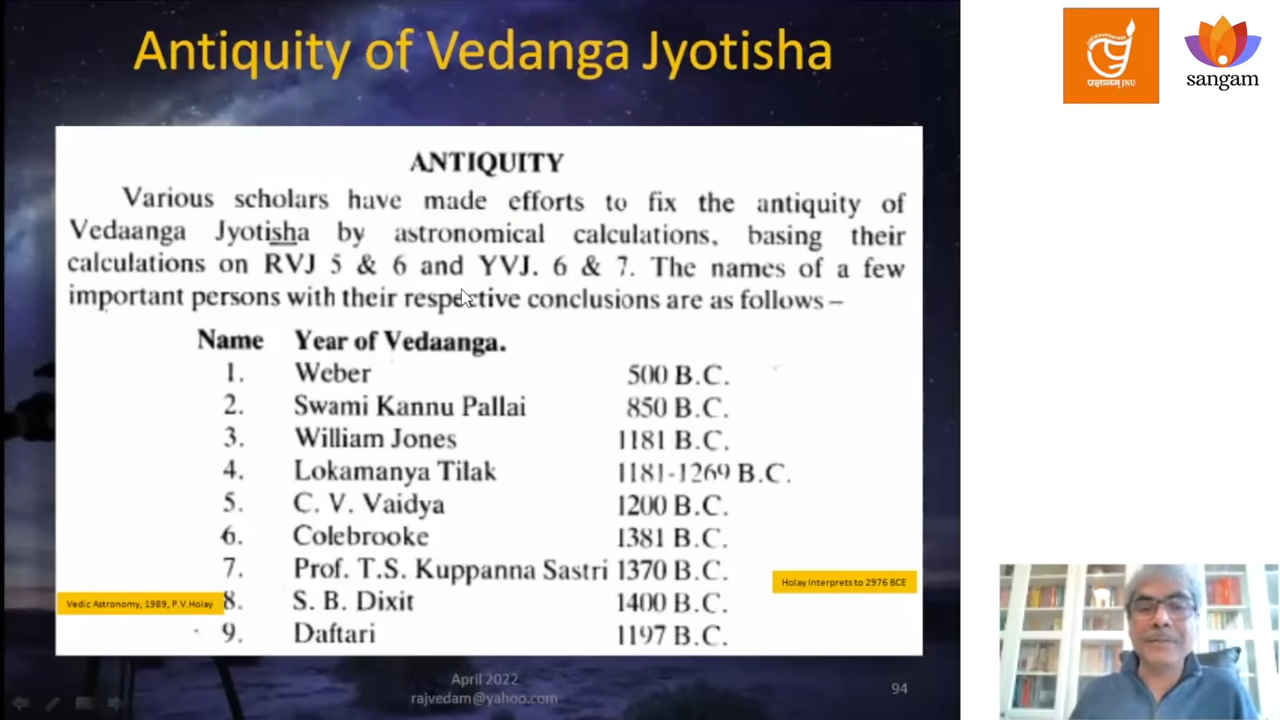 Antiquity of Vedanga Jyotisha
sangam
ANTIQUITY
Various scholars have made efforts to fix the antiquity of
Vedaanga Jyotisha by astronomical calculations, basing their
calculations on RVJ 5 & 6 and YVJ. 6 & 7. The names of a few
important persons with their respective conclusions are as follows –
Name Year of Vedaanga.
1. Weber 500 B.C.
2. Swami Kannu Pallai 850 B.C.
3. William Jones 1181 B.C.
4. Lokamanya Tilak 1181-1269 B.C.
5. C. V. Vaidya 1200 B.C.
6. Colebrooke 1381 B.C.
7. Prof. T.S. Kuppanna Sastri 1370 B.C.
Holay Interprets to 2976 BCE
Vedic Astronomy, 1989, P.V.Holay
8. S. B. Dixit 1400 B.C.
9. Daftari 1197 B.C.
April 2022
rajvedam@yahoo.com
94